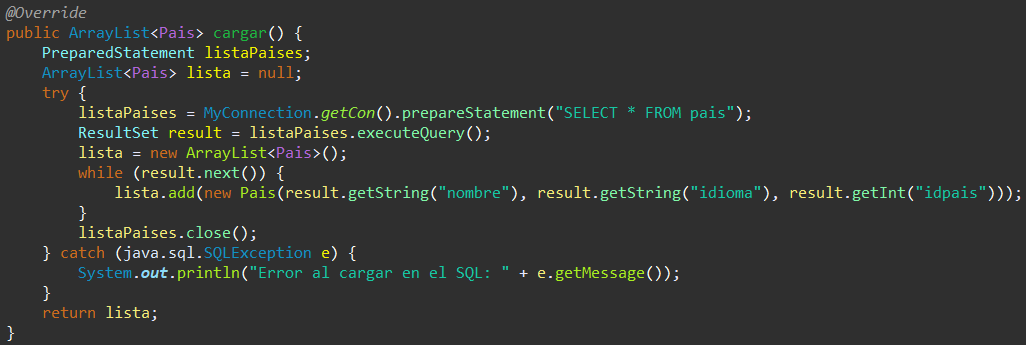 @Override
public ArrayList<Pais> cargar() {
    PreparedStatement listaPaises;
    ArrayList<Pais> lista = null;
    try {
        listaPaises = MyConnection.getCon().prepareStatement("SELECT * FROM pais");
        ResultSet result = listaPaises.executeQuery();
        lista = new ArrayList<Pais>();
        while (result.next()) {
            lista.add(new Pais(result.getString("nombre"), result.getString("idioma"), result.getInt("idpais")));
        }
        listaPaises.close();
    } catch (java.sql.SQLException e) {
        System.out.println("Error al cargar en el SQL: " + e.getMessage());
    }
    return lista;
}